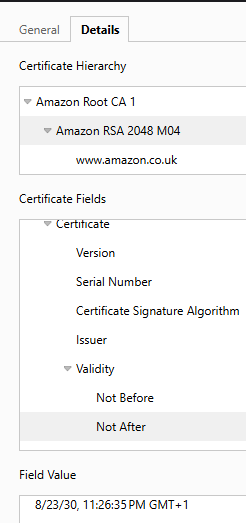 General Details
Certificate Hierarchy
Amazon Root CA 1
Amazon RSA 2048 M04
www.amazon.co.uk
Certificate Fields
Certificate
Version
Serial Number
Certificate Signature Algorithm
Issuer
Validity
Not Before
Not After
Field Value
8/23/30, 11:26:35 PM GMT+1